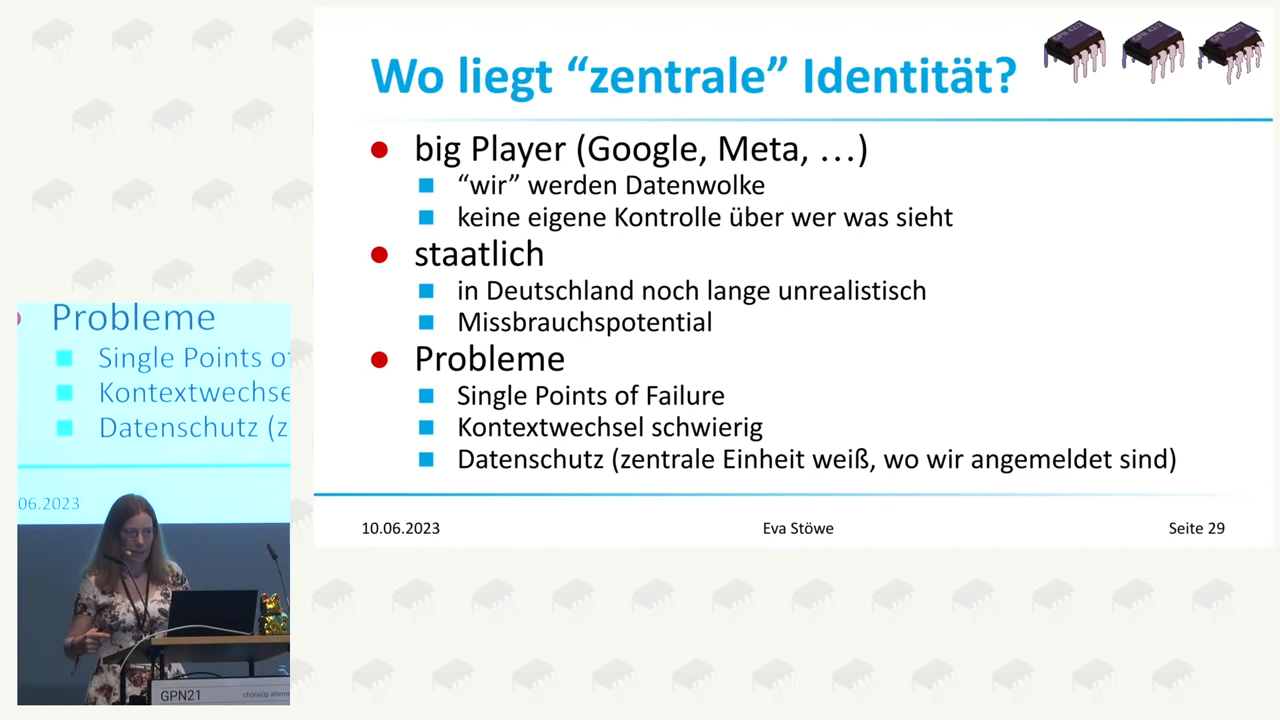 Wo liegt “zentrale” Identität?
big Player (Google, Meta, …)
“wir” werden Datenwolke
keine eigene Kontrolle über wer was sieht
staatlich
in Deutschland noch lange unrealistisch
Missbrauchspotential
Probleme
Single Points of Failure
Kontextwechsel schwierig
Datenschutz (zentrale Einheit weiß, wo wir angemeldet sind)
10.06.2023 Eva Stöwe Seite 29
Probleme
Single Points of
Kontextwechse
Datenschutz (z
06.2023
GPN21